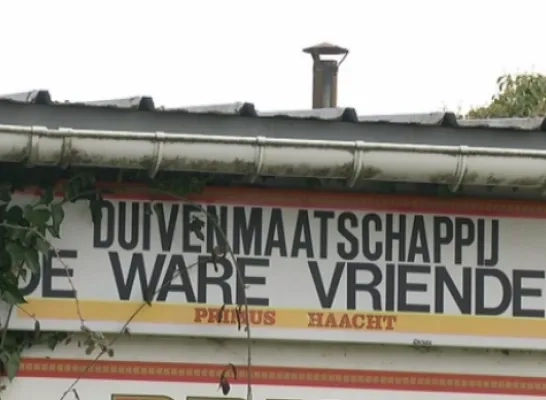 DUIVENMAATSCHAPPIJ
DE WARE VRIENDE
PRIMUS HAACHT